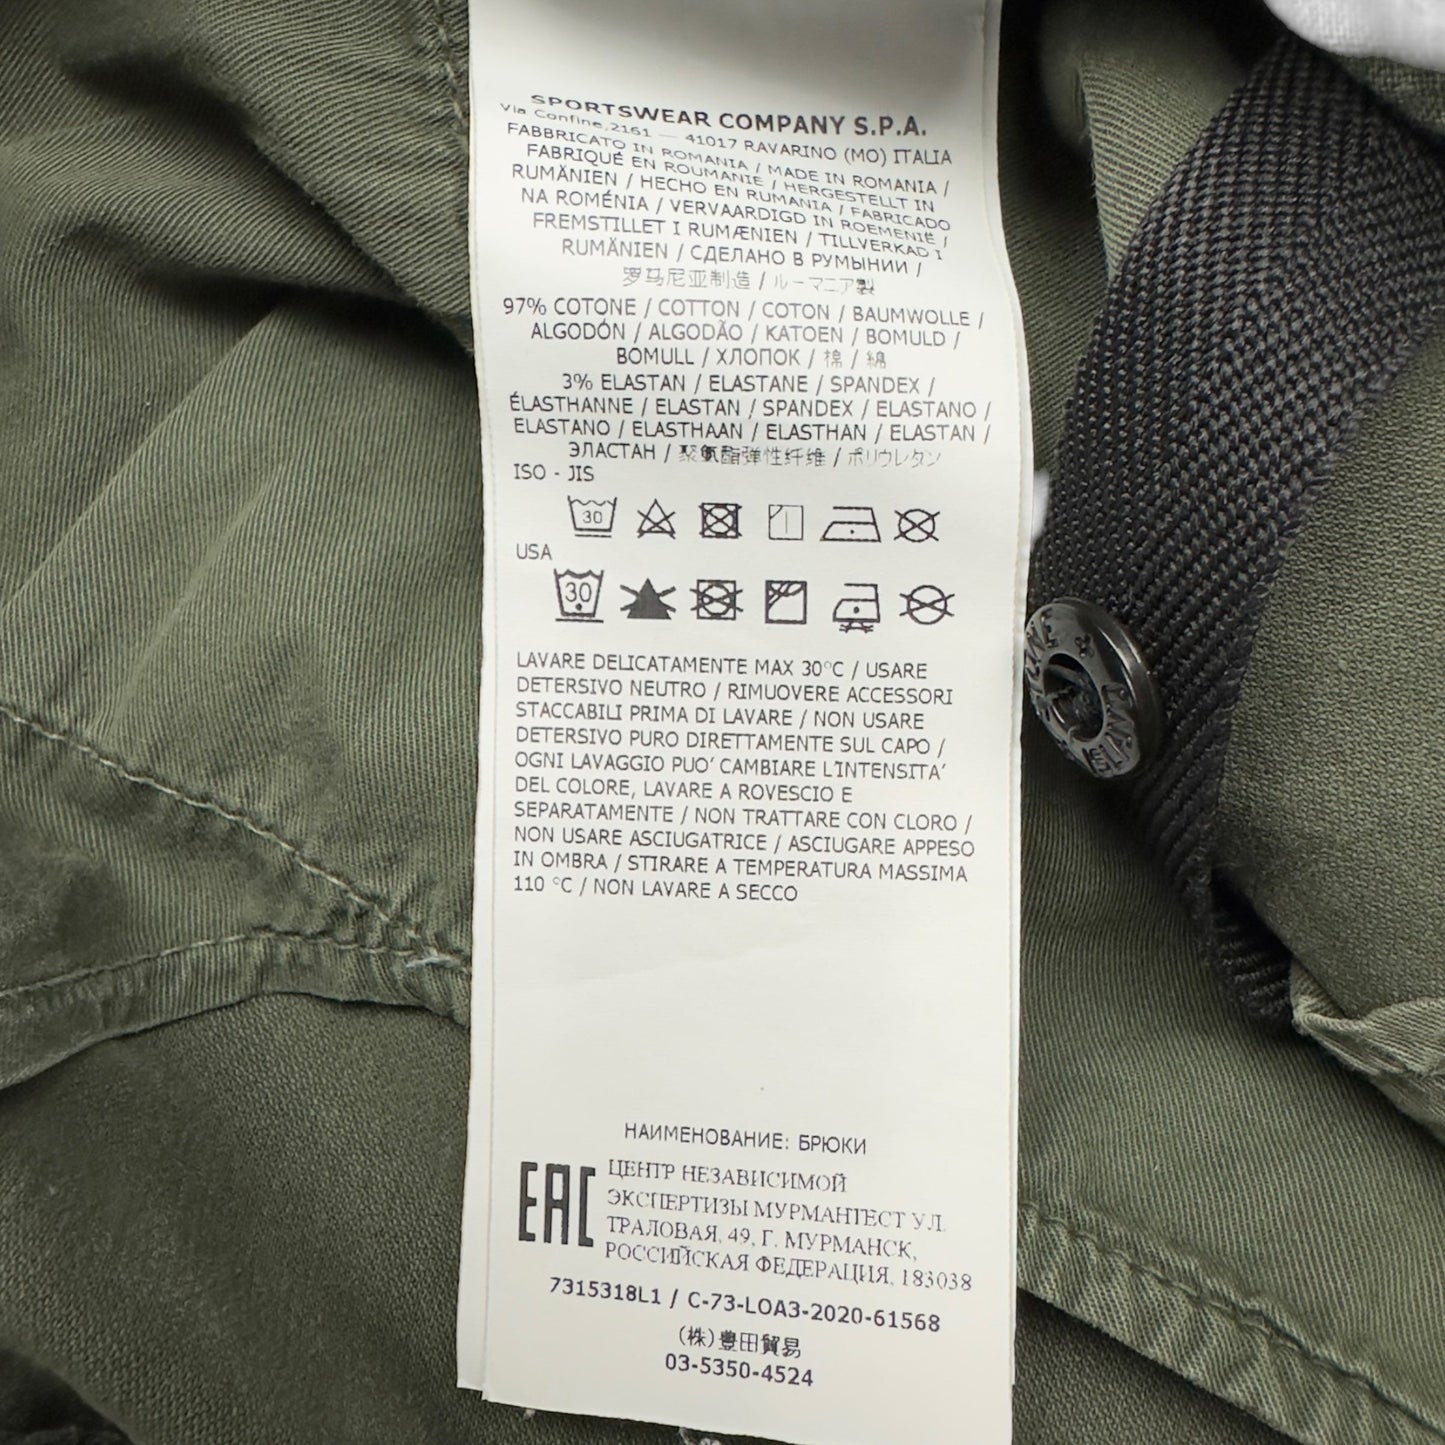 SPORTSWEAR COMPANY S.P.A.
Via Confine,2161 — 41017 RAVARINO (MO) ITALIA
FABBRICATO IN ROMANIA / MADE IN ROMANIA /
FABRIQUÉ EN ROUMANIE / HERGESTELLT IN
RUMÄNIEN / HECHO EN RUMANIA / FABRICADO
NA ROMÉNIA / VERVAARDIGD IN ROEMENIË /
FREMSTILLET I RUMÆNIEN / TILLVERKAD I
RUMÄNIEN / СДЕЛАНО В РУМЫНИИ /
罗马尼亚制造 / ルーマニア製
97% COTONE / COTTON / COTON / BAUMWOLLE /
ALGODÓN / ALGODÃO / KATOEN / BOMULD /
BOMULL / ХЛОПОК / 棉 / 綿
3% ELASTAN / ELASTANE / SPANDEX /
ÉLASTHANNE / ELASTAN / SPANDEX / ELASTANO /
ELASTANO / ELASTHAAN / ELASTHAN / ELASTAN /
ЭЛАСТАН / 聚氨酯弹性纤维 / ポリウレタン
ISO - JIS
30
USA
30
LAVARE DELICATAMENTE MAX 30°C / USARE
DETERSIVO NEUTRO / RIMUOVERE ACCESSORI
STACCABILI PRIMA DI LAVARE / NON USARE
DETERSIVO PURO DIRETTAMENTE SUL CAPO /
OGNI LAVAGGIO PUO' CAMBIARE L'INTENSITA'
DEL COLORE, LAVARE A ROVESCIO E
SEPARATAMENTE / NON TRATTARE CON CLORO /
NON USARE ASCIUGATRICE / ASCIUGARE APPESO
IN OMBRA / STIRARE A TEMPERATURA MASSIMA
110 °C / NON LAVARE A SECCO
НАИМЕНОВАНИЕ: БРЮКИ
EAC
ЦЕНТР НЕЗАВИСИМОЙ
ЭКСПЕРТИЗЫ МУРМАНТЕСТ УЛ.
ТРАЛОВАЯ, 49, Г. МУРМАНСК,
РОССИЙСКАЯ ФЕДЕРАЦИЯ, 183038
7315318L1 / C-73-LOA3-2020-61568
(株)豊田貿易
03-5350-4524